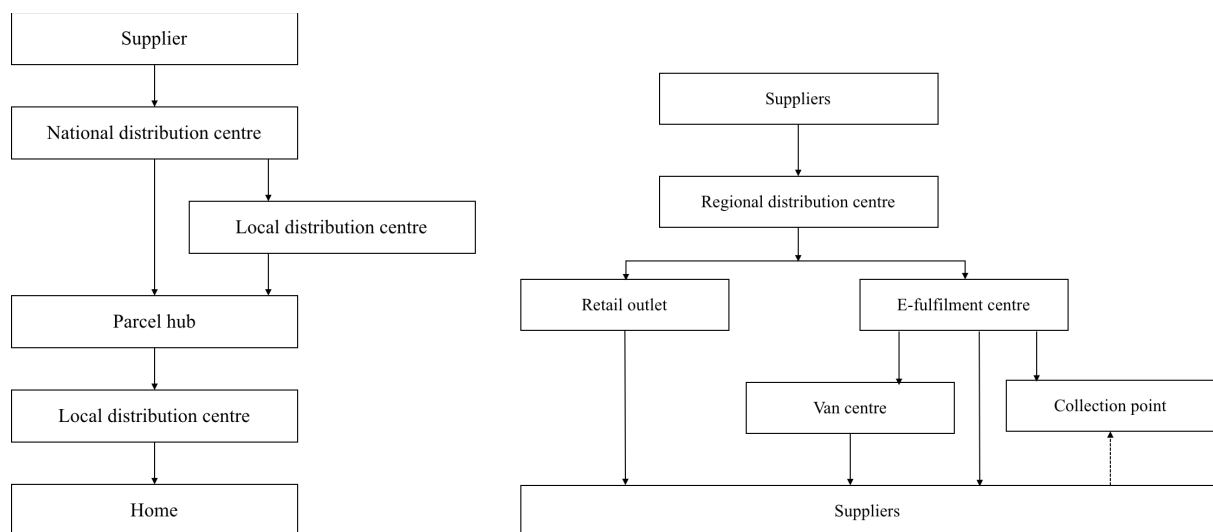 Supplier
National distribution centre
Local distribution centre
Parcel hub
Local distribution centre
Home
Suppliers
Regional distribution centre
Retail outlet
E-fulfilment centre
Van centre
Collection point
Suppliers